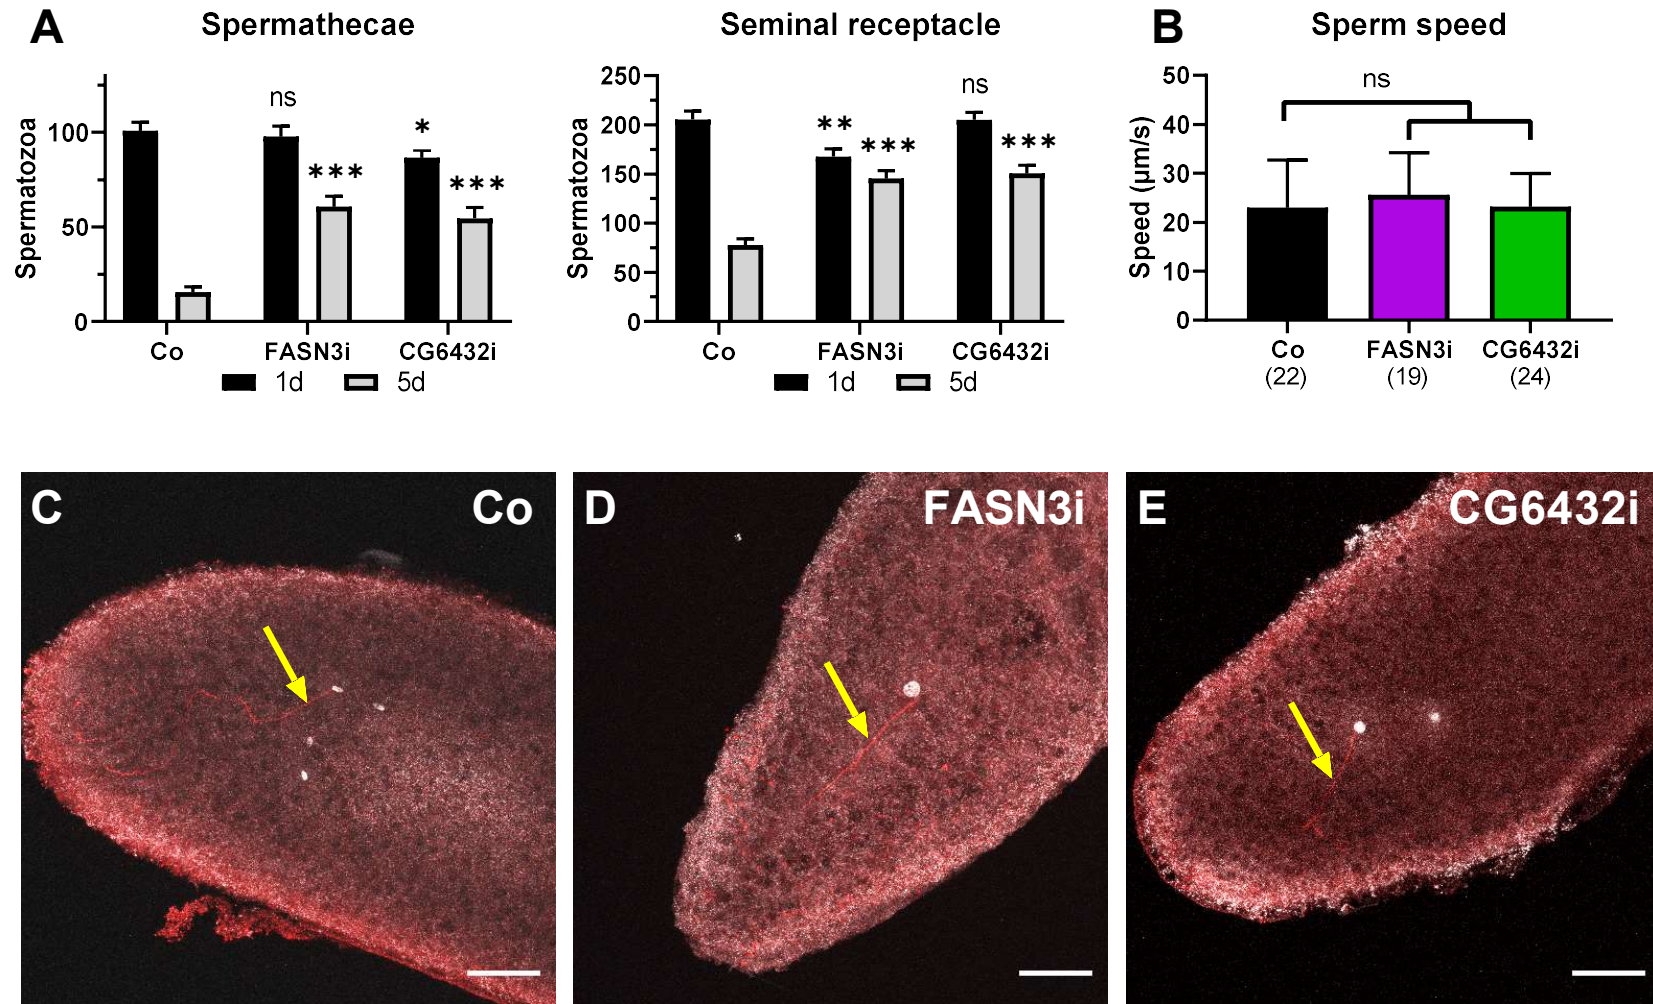 A
Spermathecae
Spermatozoa
100
50
0
ns
***
*
***
Co
FASN3i
CG6432i
1d
5d
Seminal receptacle
Spermatozoa
250
200
150
100
50
0
**
***
ns
***
Co
FASN3i
CG6432i
1d
5d
B
Sperm speed
Speed (µm/s)
50
40
30
20
10
0
ns
Co
FASN3i
CG6432i
(22)
(19)
(24)
C
Co
D
FASN3i
E
CG6432i